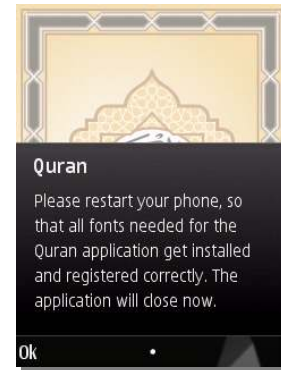 Quran
Please restart your phone, so
that all fonts needed for the
Quran application get installed
and registered correctly. The
application will close now.
Ok